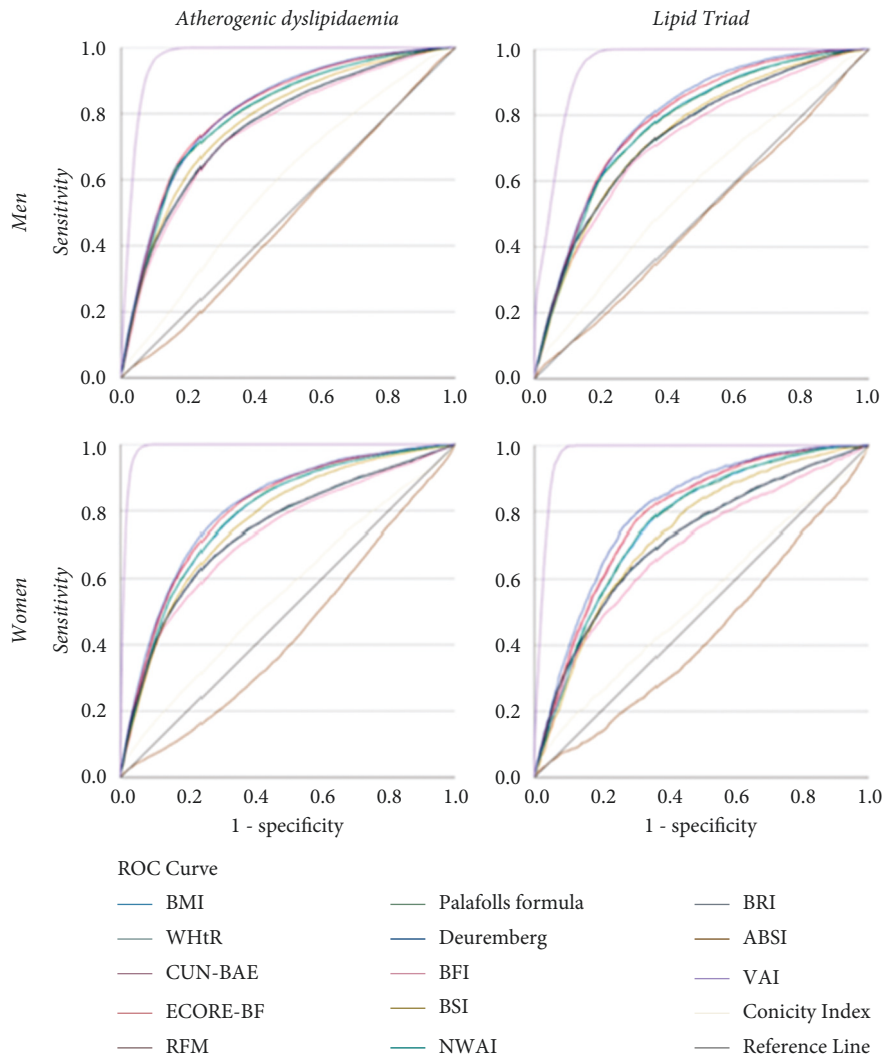 Atherogenic dyslipidaemia
Lipid Triad
Men
Sensitivity
1.0
0.8
0.6
0.4
0.2
0.0
0.0 0.2 0.4 0.6 0.8 1.0
1.0
0.8
0.6
0.4
0.2
0.0
0.0 0.2 0.4 0.6 0.8 1.0
Women
Sensitivity
1.0
0.8
0.6
0.4
0.2
0.0
0.0 0.2 0.4 0.6 0.8 1.0
1 - specificity
1.0
0.8
0.6
0.4
0.2
0.0
0.0 0.2 0.4 0.6 0.8 1.0
1 - specificity
ROC Curve
BMI
WHtR
CUN-BAE
ECORE-BF
RFM
Palafolls formula
Deuremberg
BFI
BSI
NWAI
BRI
ABSI
VAI
Conicity Index
Reference Line